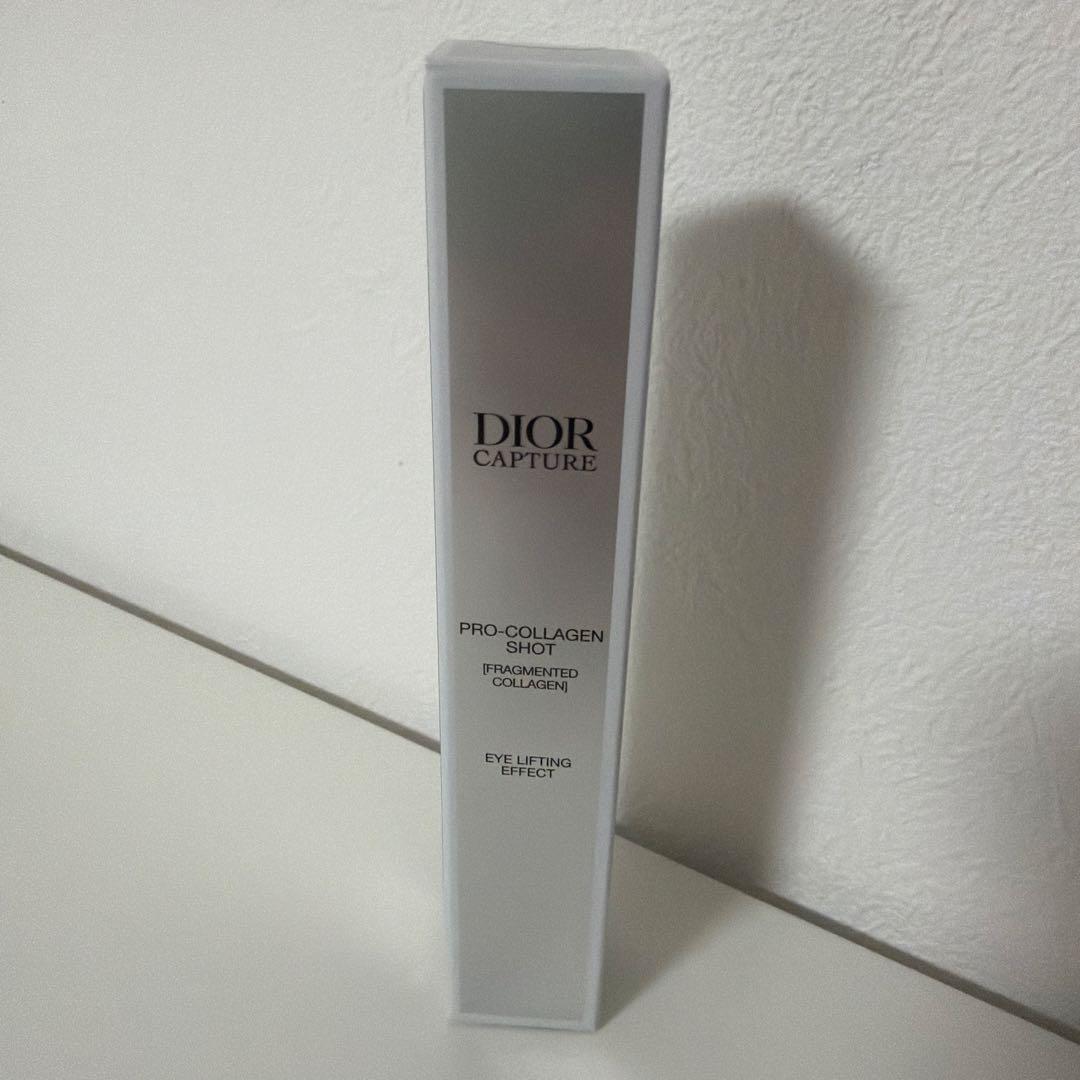 DIOR
CAPTURE
PRO-COLLAGEN
SHOT
[FRAGMENTED
COLLAGEN]
EYE LIFTING
EFFECT